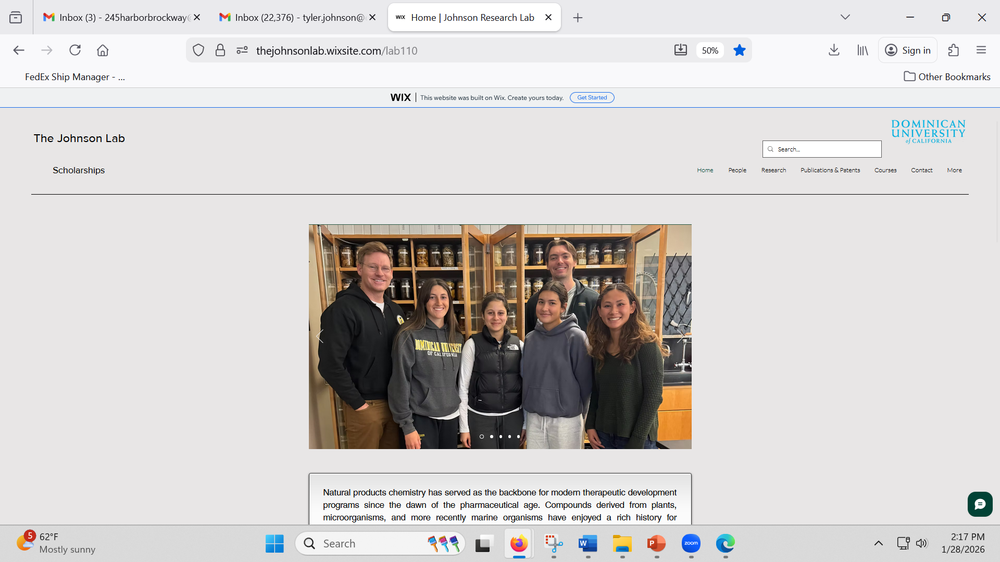 Inbox (3) - 245harborbrockway@
Inbox (22,376) - tyler.johnson@
WIX Home | Johnson Research Lab
thejohnsonlab.wixsite.com/lab110
50%
Sign in
FedEx Ship Manager - ...
Other Bookmarks
WIX | This website was built on Wix. Create yours today. Get Started
DOMINICAN
UNIVERSITY
of CALIFORNIA
The Johnson Lab
Search...
Scholarships
Home People Research Publications & Patents Courses Contact More
DOMINICAN UNIVERSITY
OF CALIFORNIA
THE
NORTH
FACE
Natural products chemistry has served as the backbone for modern therapeutic development
programs since the dawn of the pharmaceutical age. Compounds derived from plants,
microorganisms, and more recently marine organisms have enjoyed a rich history for
5
62°F
Mostly sunny
Search
W
P
zoom
2:17 PM
1/28/2026